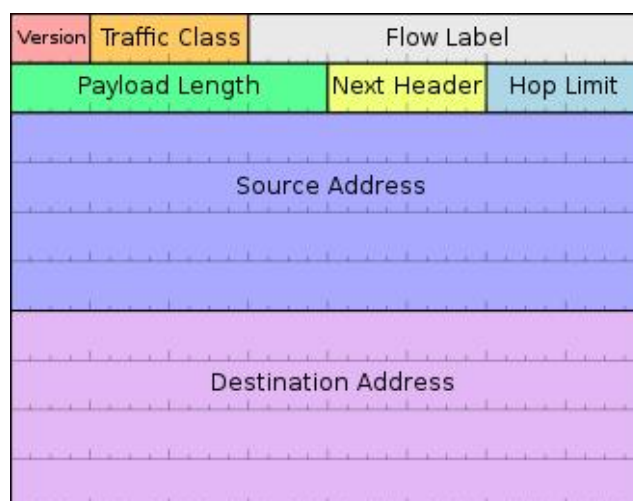 Version Traffic Class Flow Label
Payload Length Next Header Hop Limit
Source Address
Destination Address